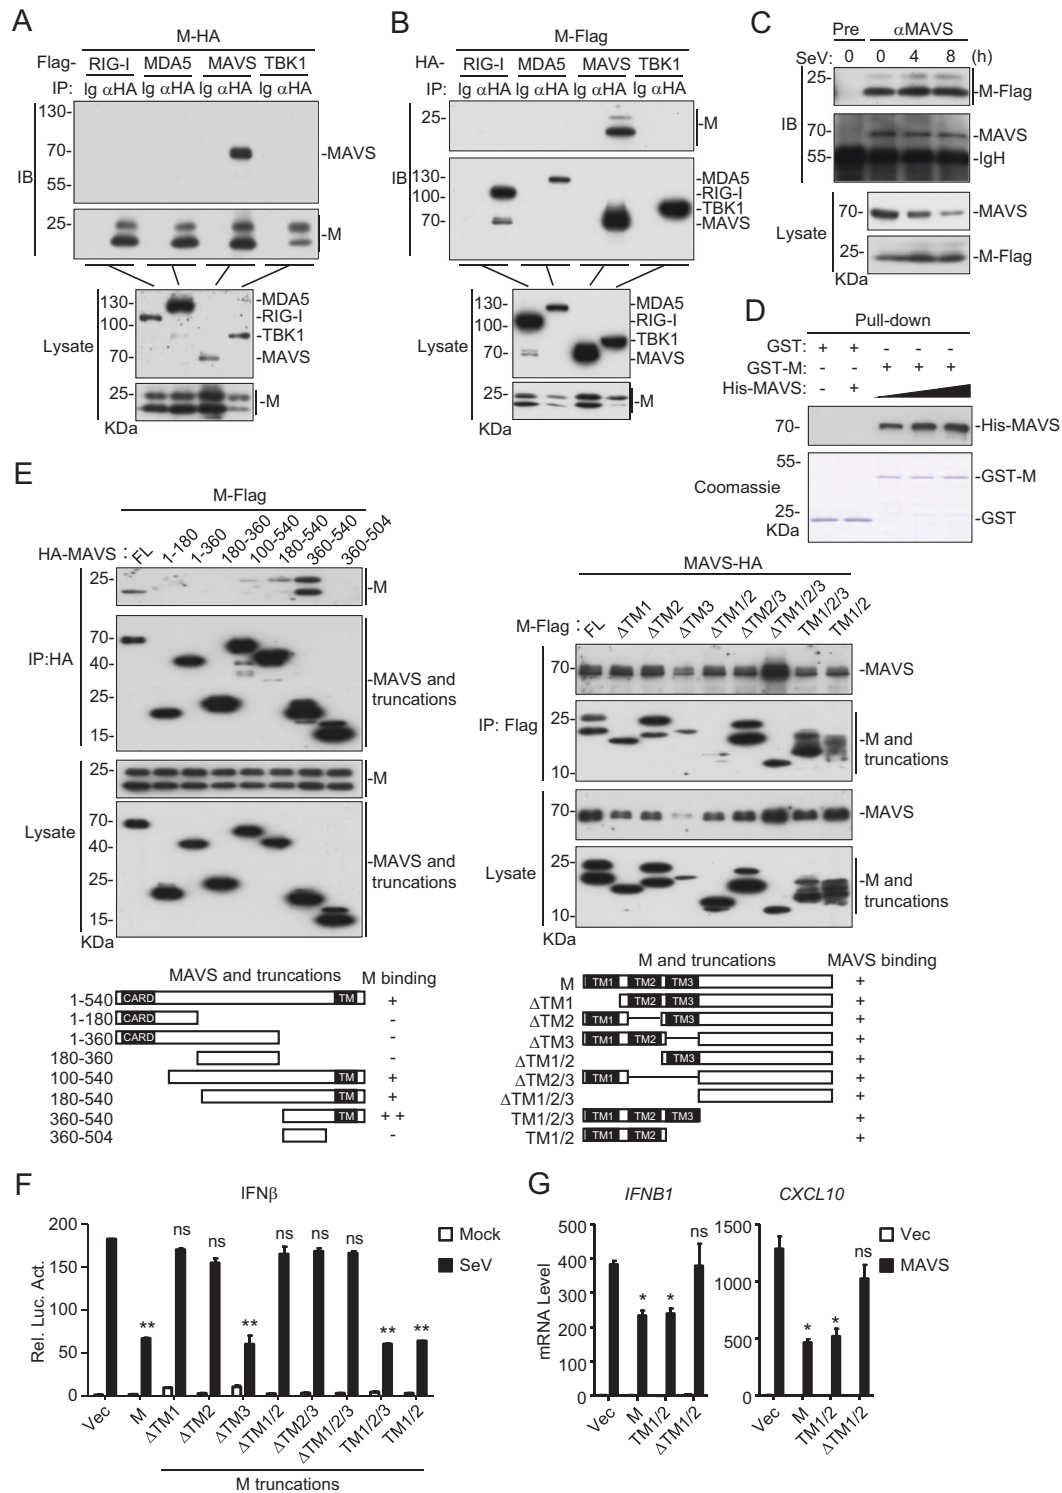 A
M-HA
Flag- RIG-I MDA5 MAVS TBK1
IP: Ig αHA Ig αHA Ig αHA Ig αHA
130-
70- -MAVS
55-
IB
25- -M
130- -MDA5
100- -RIG-I
-TBK1
70- -MAVS
Lysate
25- -M
KDa
B
M-Flag
HA- RIG-I MDA5 MAVS TBK1
IP: Ig αHA Ig αHA Ig αHA Ig αHA
25- -M
IB
130- -MDA5
100- -RIG-I
-TBK1
70- -MAVS
130- -MDA5
100- -RIG-I
-TBK1
70- -MAVS
Lysate
25- -M
KDa
C
Pre αMAVS
SeV: 0 0 4 8 (h)
25- -M-Flag
IB
70- -MAVS
55- -IgH
70- -MAVS
Lysate
25- -M-Flag
KDa
D
Pull-down
GST: + + - - -
GST-M: - - + + +
His-MAVS: - +
70- -His-MAVS
55-
-GST-M
Coomassie
25- -GST
KDa
E
M-Flag
HA-MAVS : FL 1-180 1-360 180-360 100-540 180-540 360-540 360-504
25- -M
IP:HA
70-
40-
-MAVS and truncations
25-
15-
25- -M
Lysate
70-
40-
-MAVS and truncations
25-
15-
KDa
MAVS and truncations M binding
1-540 CARD TM +
1-180 CARD -
1-360 CARD -
180-360 -
100-540 TM +
180-540 TM +
360-540 TM + +
360-504 -
MAVS-HA
M-Flag : FL ΔTM1 ΔTM2 ΔTM3 ΔTM1/2 ΔTM2/3 ΔTM1/2/3 TM1/2/3 TM1/2
70- -MAVS
IP: Flag
25-
-M and truncations
10-
70- -MAVS
Lysate
25-
-M and truncations
10-
KDa
M and truncations MAVS binding
M TM1 TM2 TM3 +
ΔTM1 TM2 TM3 +
ΔTM2 TM1 TM3 +
ΔTM3 TM1 TM2 +
ΔTM1/2 TM3 +
ΔTM2/3 TM1 +
ΔTM1/2/3 +
TM1/2/3 TM1 TM2 TM3 +
TM1/2 TM1 TM2 +
F
IFNβ
Rel. Luc. Act.
200
150
100
50
0
** ns ns ** ns ns ns ** **
Mock
SeV
Vec M ΔTM1 ΔTM2 ΔTM3 ΔTM1/2 ΔTM2/3 ΔTM1/2/3 TM1/2/3 TM1/2
M truncations
G
IFNB1
mRNA Level
500
400
300
200
100
0
* * ns
Vec M TM1/2 ΔTM1/2
CXCL10
1500
1000
500
0
* * ns
Vec M TM1/2 ΔTM1/2
Vec
MAVS